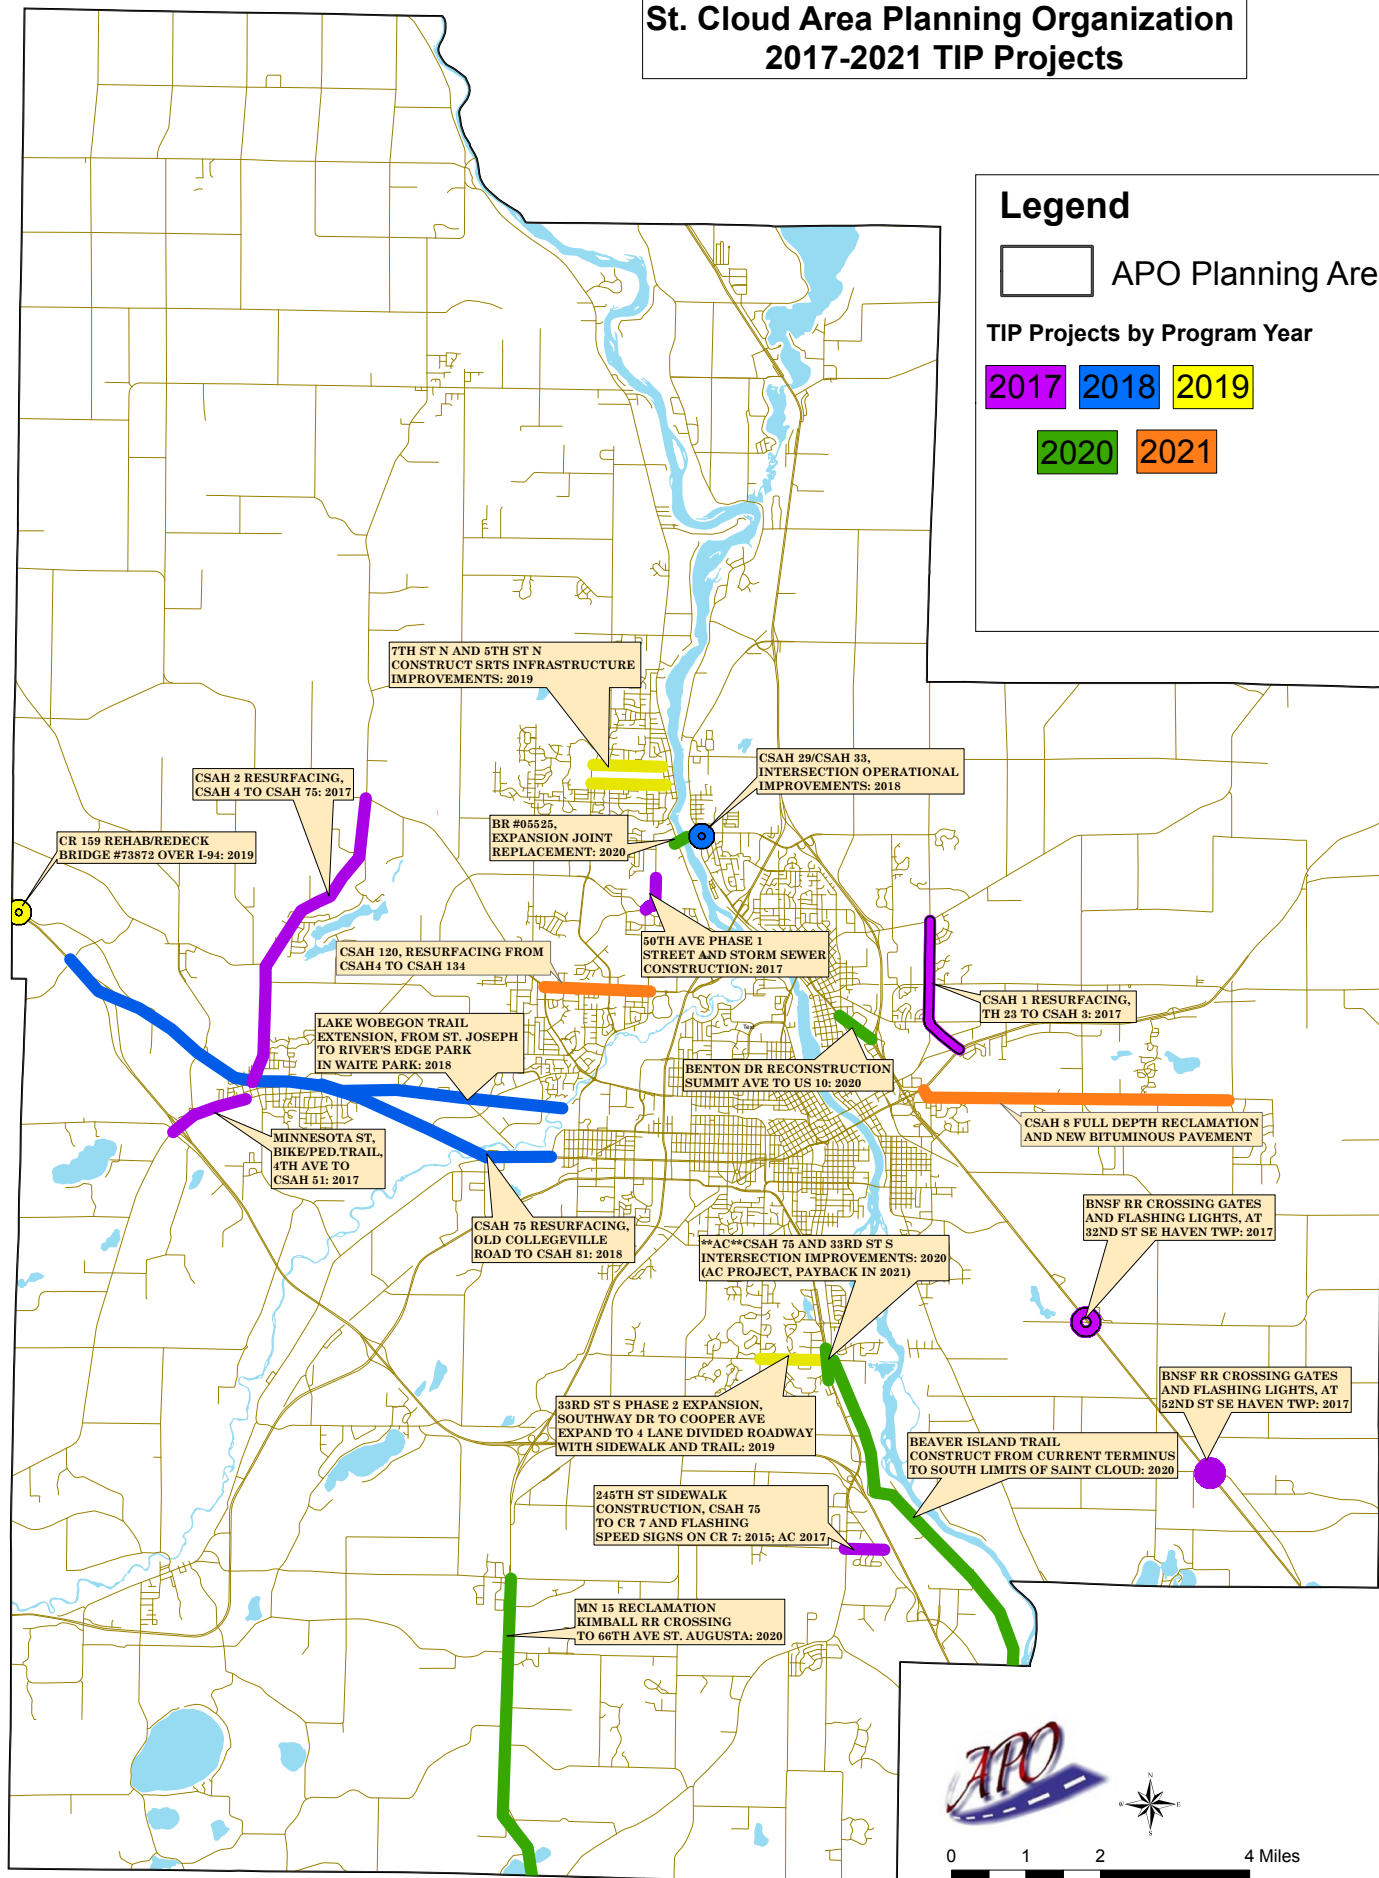 St. Cloud Area Planning Organization
2017-2021 TIP Projects
Legend
APO Planning Are
TIP Projects by Program Year
2017 2018 2019
2020 2021
7TH ST N AND 5TH ST N
CONSTRUCT SRTS INFRASTRUCTURE
IMPROVEMENTS: 2019
CSAH 29/CSAH 33,
INTERSECTION OPERATIONAL
IMPROVEMENTS: 2018
CSAH 2 RESURFACING,
CSAH 4 TO CSAH 75: 2017
BR #05525,
EXPANSION JOINT
REPLACEMENT: 2020
CR 159 REHAB/REDECK
BRIDGE #73872 OVER I-94: 2019
50TH AVE PHASE 1
STREET AND STORM SEWER
CONSTRUCTION: 2017
CSAH 120, RESURFACING FROM
CSAH4 TO CSAH 134
CSAH 1 RESURFACING,
TH 23 TO CSAH 3: 2017
LAKE WOBEGON TRAIL
EXTENSION, FROM ST. JOSEPH
TO RIVER'S EDGE PARK
IN WAITE PARK: 2018
Text
BENTON DR RECONSTRUCTION
SUMMIT AVE TO US 10: 2020
CSAH 8 FULL DEPTH RECLAMATION
AND NEW BITUMINOUS PAVEMENT
MINNESOTA ST,
BIKE/PED.TRAIL,
4TH AVE TO
CSAH 51: 2017
CSAH 75 RESURFACING,
OLD COLLEGEVILLE
ROAD TO CSAH 81: 2018
BNSF RR CROSSING GATES
AND FLASHING LIGHTS, AT
32ND ST SE HAVEN TWP: 2017
**AC**CSAH 75 AND 33RD ST S
INTERSECTION IMPROVEMENTS: 2020
(AC PROJECT, PAYBACK IN 2021)
BNSF RR CROSSING GATES
AND FLASHING LIGHTS, AT
52ND ST SE HAVEN TWP: 2017
33RD ST S PHASE 2 EXPANSION,
SOUTHWAY DR TO COOPER AVE
EXPAND TO 4 LANE DIVIDED ROADWAY
WITH SIDEWALK AND TRAIL: 2019
BEAVER ISLAND TRAIL
CONSTRUCT FROM CURRENT TERMINUS
TO SOUTH LIMITS OF SAINT CLOUD: 2020
245TH ST SIDEWALK
CONSTRUCTION, CSAH 75
TO CR 7 AND FLASHING
SPEED SIGNS ON CR 7: 2015; AC 2017
MN 15 RECLAMATION
KIMBALL RR CROSSING
TO 66TH AVE ST. AUGUSTA: 2020
APO
N
W E
S
0 1 2 4 Miles